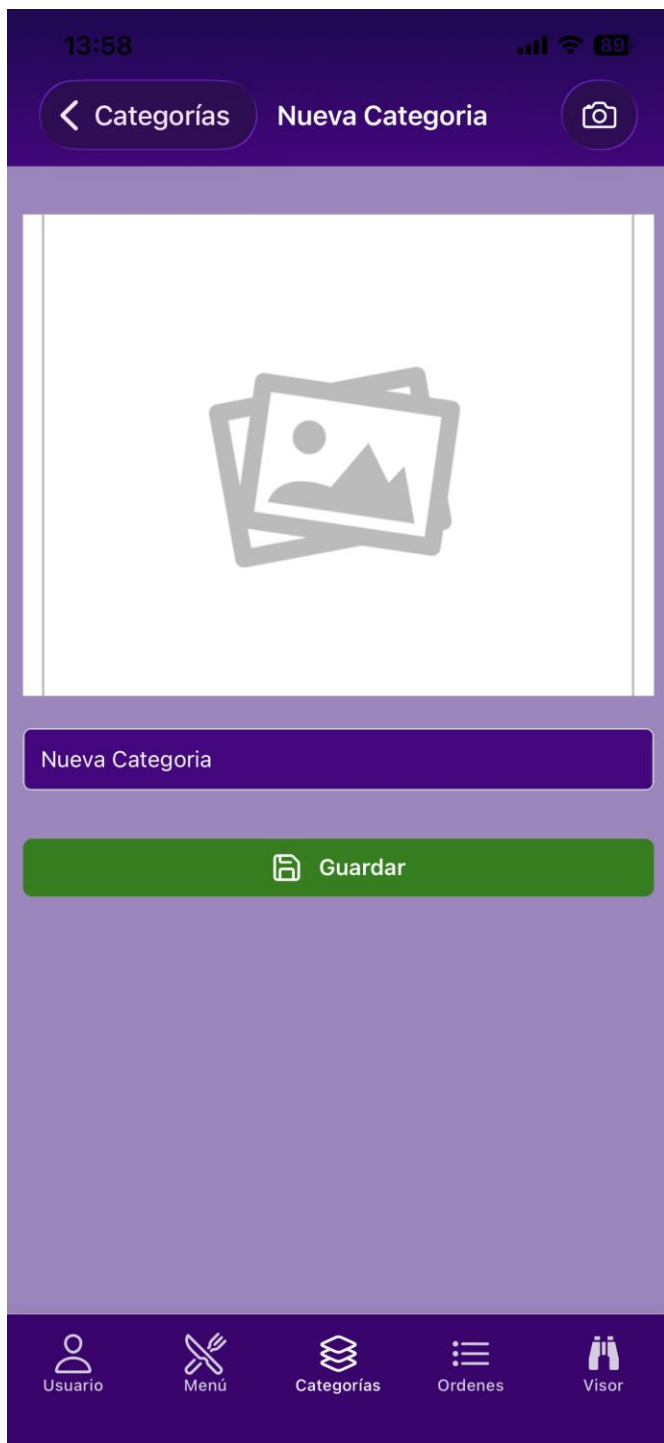 13:58 89
Categorías Nueva Categoria
Nueva Categoria
Guardar
Usuario Menú Categorías Ordenes Visor